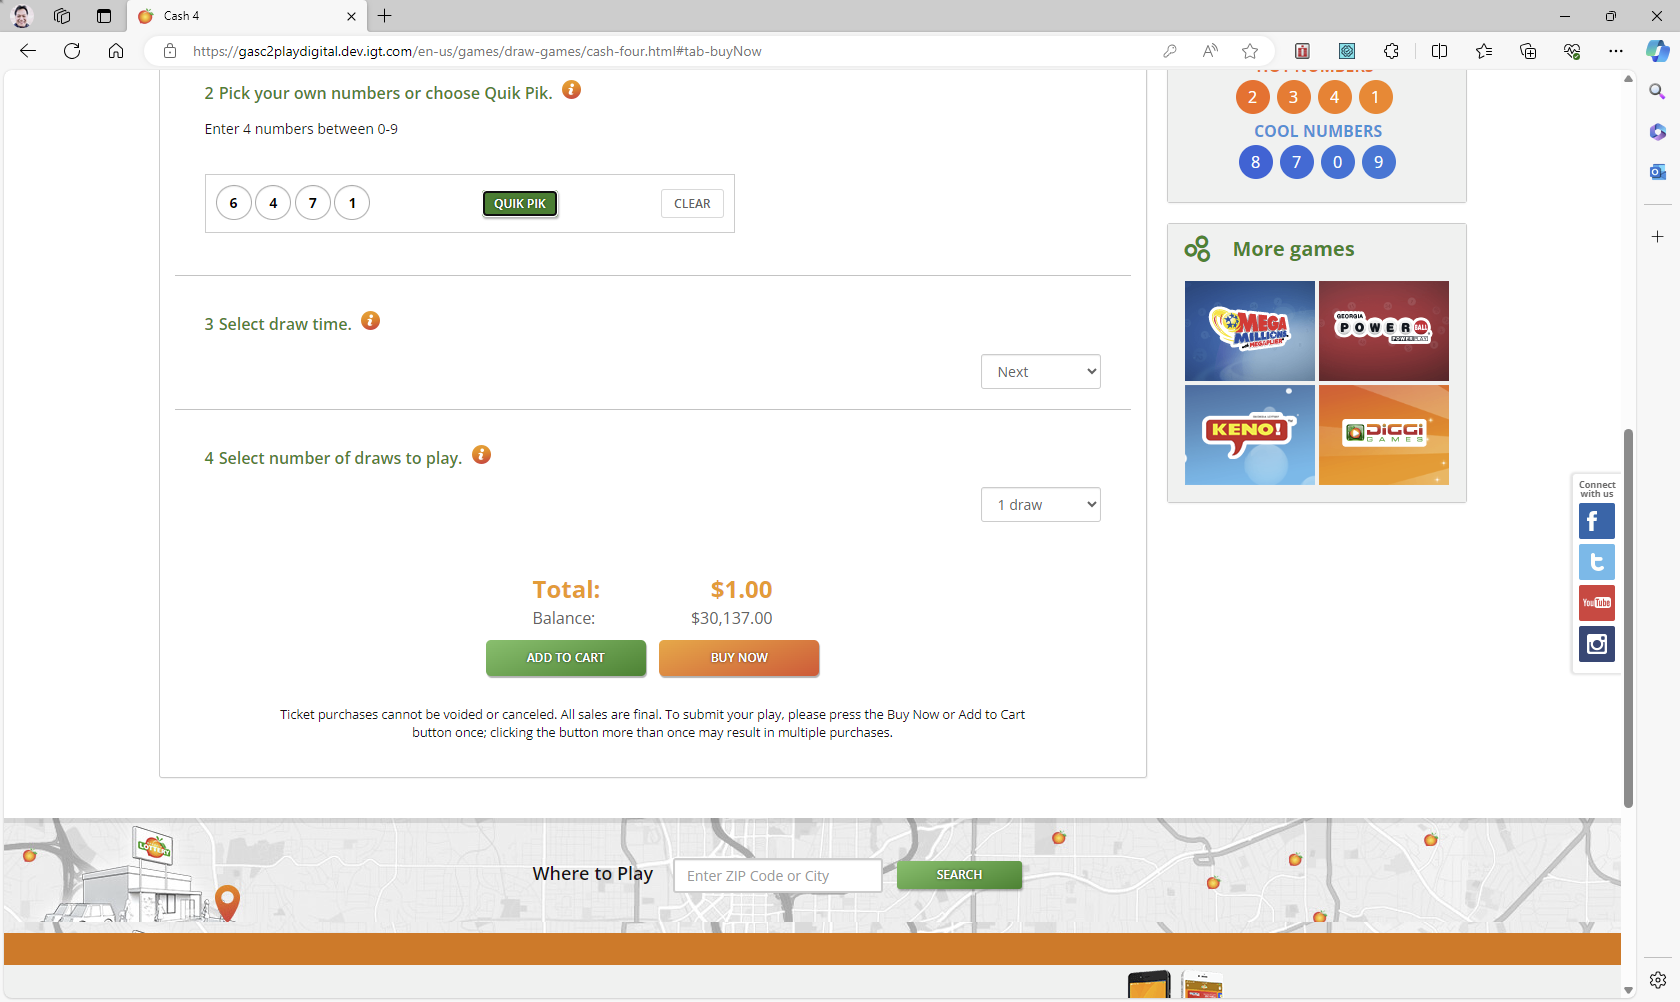 Cash 4
https://gasc2playdigital.dev.igt.com/en-us/games/draw-games/cash-four.html#tab-buyNow
2 Pick your own numbers or choose Quik Pik.
Enter 4 numbers between 0-9
6 4 7 1
QUIK PIK
CLEAR
3 Select draw time.
Next
4 Select number of draws to play.
1 draw
Total: $1.00
Balance: $30,137.00
ADD TO CART
BUY NOW
Ticket purchases cannot be voided or canceled. All sales are final. To submit your play, please press the Buy Now or Add to Cart
button once; clicking the button more than once may result in multiple purchases.
HOT NUMBERS
2 3 4 1
COOL NUMBERS
8 7 0 9
More games
MEGA
MILLIONS
MEGAPLIER
GEORGIA
POWER BALL
POWERPLAY
KENO!
DiGGi
GAMES
Connect
with us
f
t
YouTube
LOTTERY
Where to Play
Enter ZIP Code or City
SEARCH